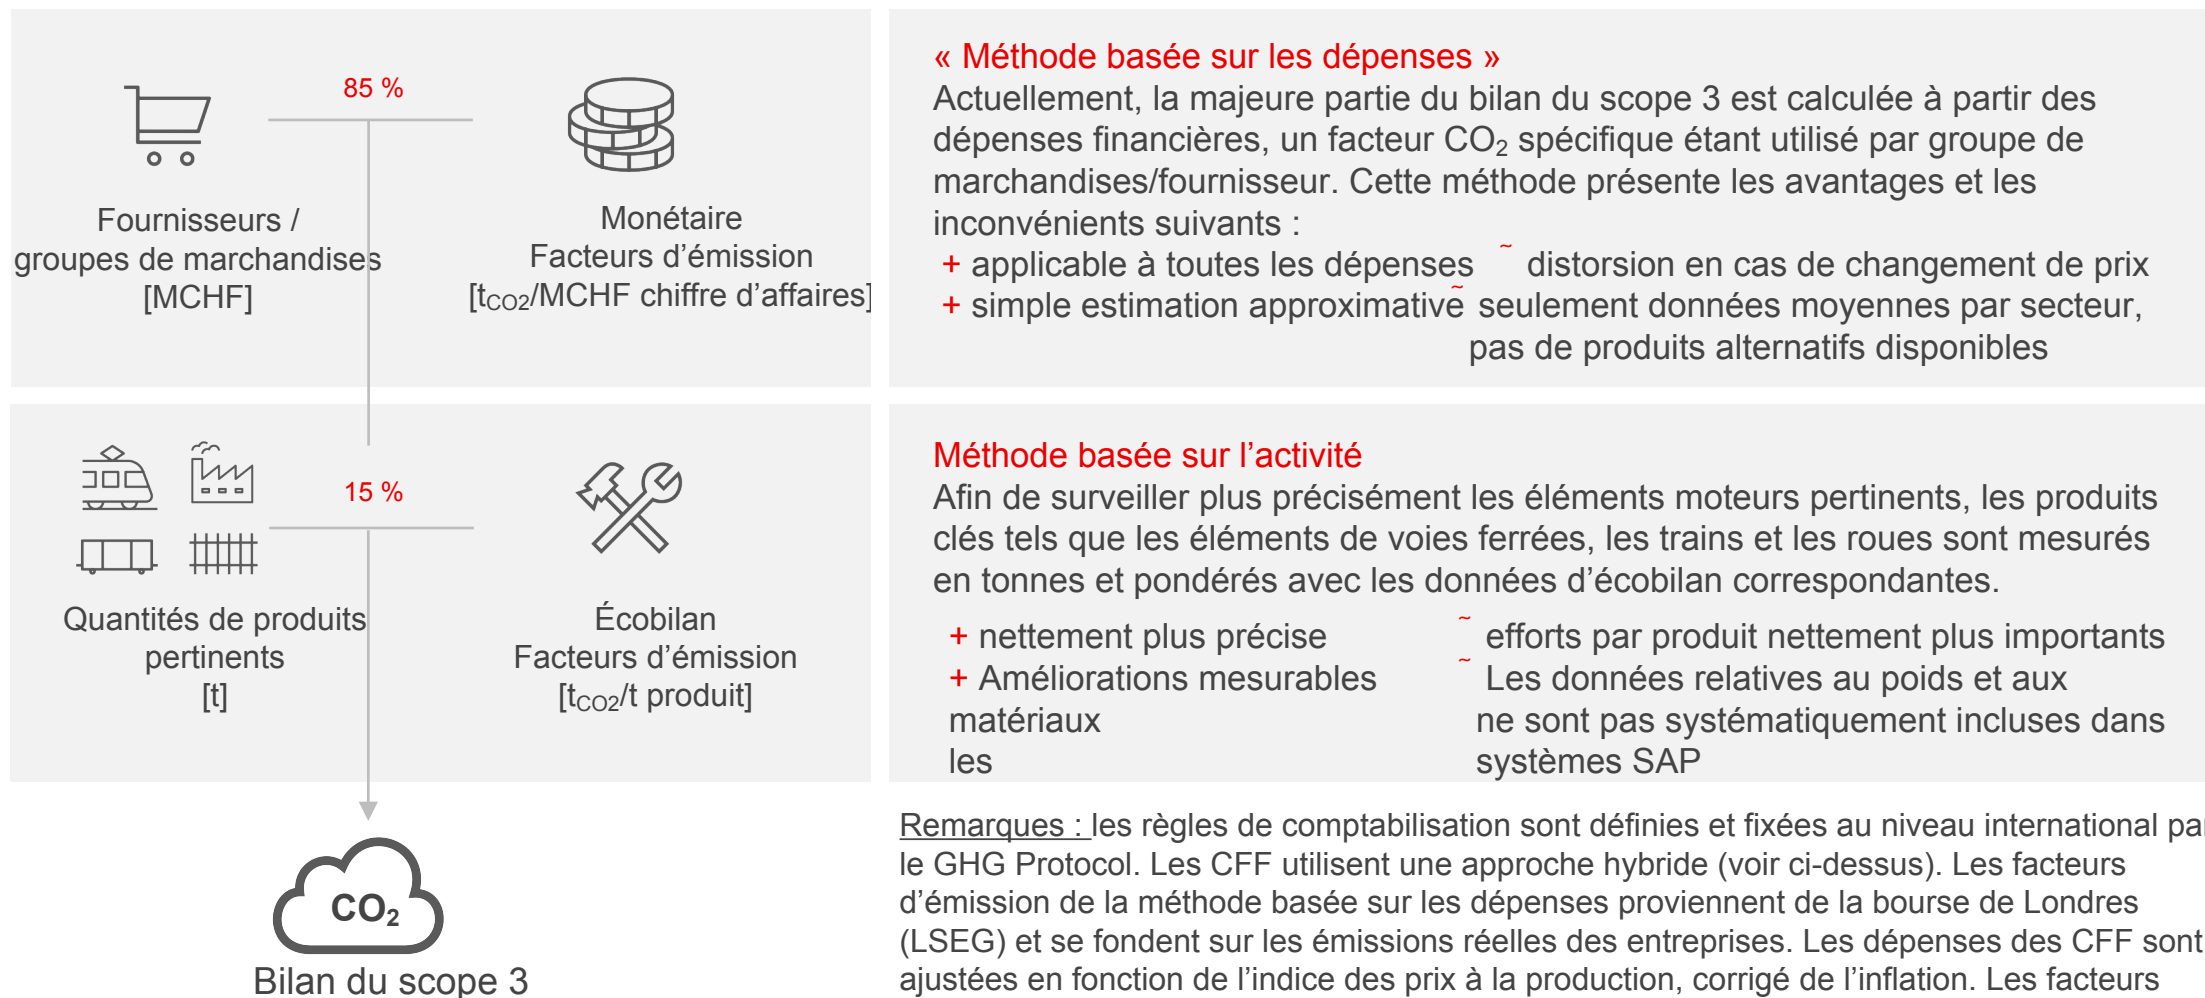 85 %
Fournisseurs /
groupes de marchandises
[MCHF]
Monétaire
Facteurs d’émission
[tCO2/MCHF chiffre d’affaires]
« Méthode basée sur les dépenses »
Actuellement, la majeure partie du bilan du scope 3 est calculée à partir des
dépenses financières, un facteur CO2 spécifique étant utilisé par groupe de
marchandises/fournisseur. Cette méthode présente les avantages et les
inconvénients suivants :
+ applicable à toutes les dépenses ~ distorsion en cas de changement de prix
+ simple estimation approximative ~ seulement données moyennes par secteur,
pas de produits alternatifs disponibles
15 %
Quantités de produits
pertinents
[t]
Écobilan
Facteurs d’émission
[tCO2/t produit]
Méthode basée sur l’activité
Afin de surveiller plus précisément les éléments moteurs pertinents, les produits
clés tels que les éléments de voies ferrées, les trains et les roues sont mesurés
en tonnes et pondérés avec les données d’écobilan correspondantes.
+ nettement plus précise ~ efforts par produit nettement plus importants
+ Améliorations mesurables ~ Les données relatives au poids et aux
matériaux ne sont pas systématiquement incluses dans
les systèmes SAP
CO2
Bilan du scope 3
Remarques : les règles de comptabilisation sont définies et fixées au niveau international par
le GHG Protocol. Les CFF utilisent une approche hybride (voir ci-dessus). Les facteurs
d’émission de la méthode basée sur les dépenses proviennent de la bourse de Londres
(LSEG) et se fondent sur les émissions réelles des entreprises. Les dépenses des CFF sont
ajustées en fonction de l’indice des prix à la production, corrigé de l’inflation. Les facteurs